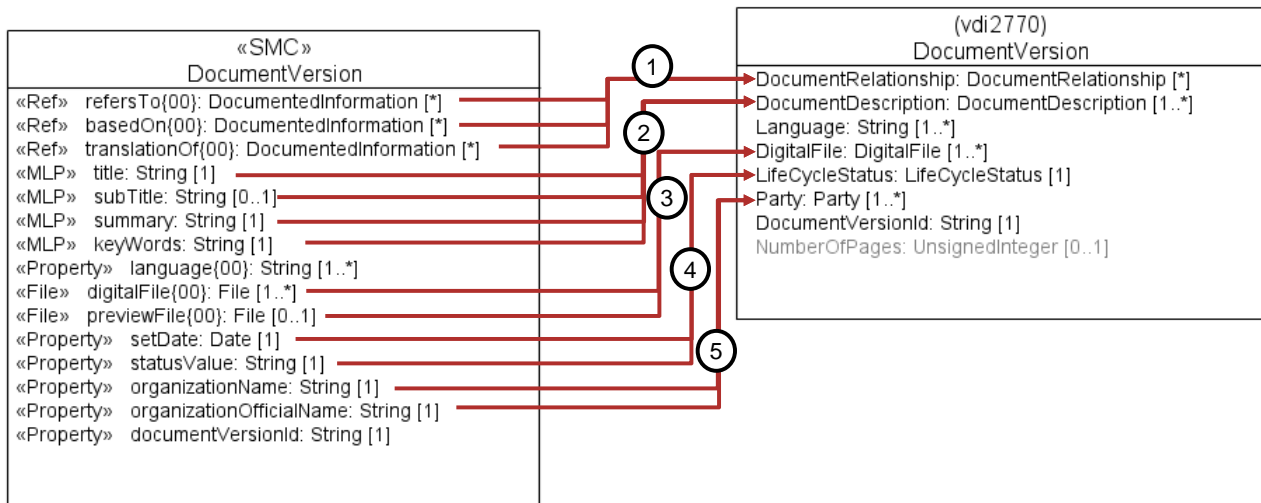 «SMC»
DocumentVersion
«Ref» refersTo{00}: DocumentedInformation [*]
«Ref» basedOn{00}: DocumentedInformation [*]
«Ref» translationOf{00}: DocumentedInformation [*]
«MLP» title: String [1]
«MLP» subTitle: String [0..1]
«MLP» summary: String [1]
«MLP» keyWords: String [1]
«Property» language{00}: String [1..*]
«File» digitalFile{00}: File [1..*]
«File» previewFile{00}: File [0..1]
«Property» setDate: Date [1]
«Property» statusValue: String [1]
«Property» organizationName: String [1]
«Property» organizationOfficialName: String [1]
«Property» documentVersionId: String [1]
1
2
3
4
5
(vdi2770)
DocumentVersion
DocumentRelationship: DocumentRelationship [*]
DocumentDescription: DocumentDescription [1..*]
Language: String [1..*]
DigitalFile: DigitalFile [1..*]
LifeCycleStatus: LifeCycleStatus [1]
Party: Party [1..*]
DocumentVersionId: String [1]
NumberOfPages: UnsignedInteger [0..1]